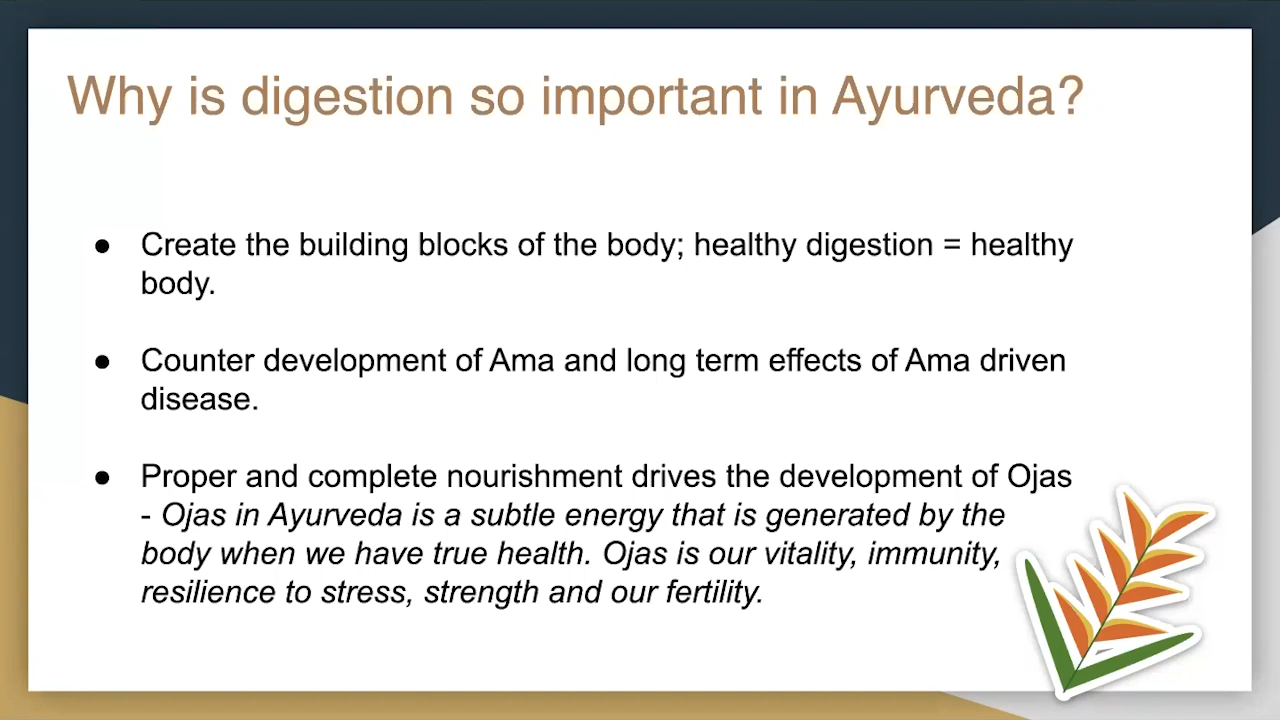 Why is digestion so important in Ayurveda?
● Create the building blocks of the body; healthy digestion = healthy
body.
● Counter development of Ama and long term effects of Ama driven
disease.
● Proper and complete nourishment drives the development of Ojas
- Ojas in Ayurveda is a subtle energy that is generated by the
body when we have true health. Ojas is our vitality, immunity,
resilience to stress, strength and our fertility.